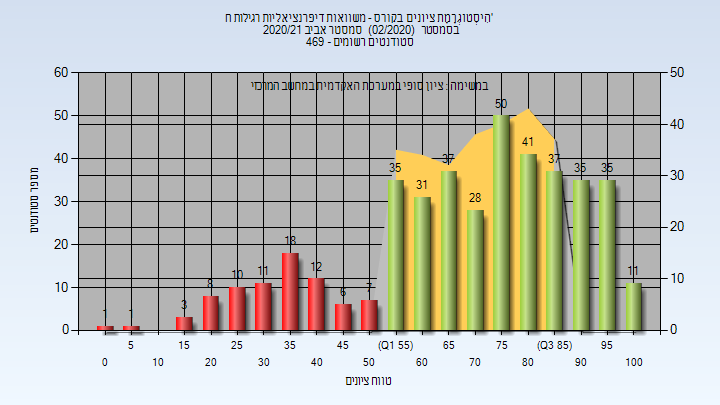 היסטוגרמת ציונים בקורס - משוואות דיפרנציאליות רגילות ח'
בסמסטר (02/2020) סמסטר אביב 2020/21
סטודנטים רשומים - 469
במשימה : ציון סופי במערכת האקדמית במחשב המרכזי
מספר סטודנטים
60 50 40 30 20 10 0
50 40 30 20 10 0
1 1 3 8 10 11 18 12 6 7 35 31 37 28 50 41 37 35 35 11
5 15 25 35 45 (Q1 55) 65 75 (Q3 85) 95
0 10 20 30 40 50 60 70 80 90 100
טווח ציונים